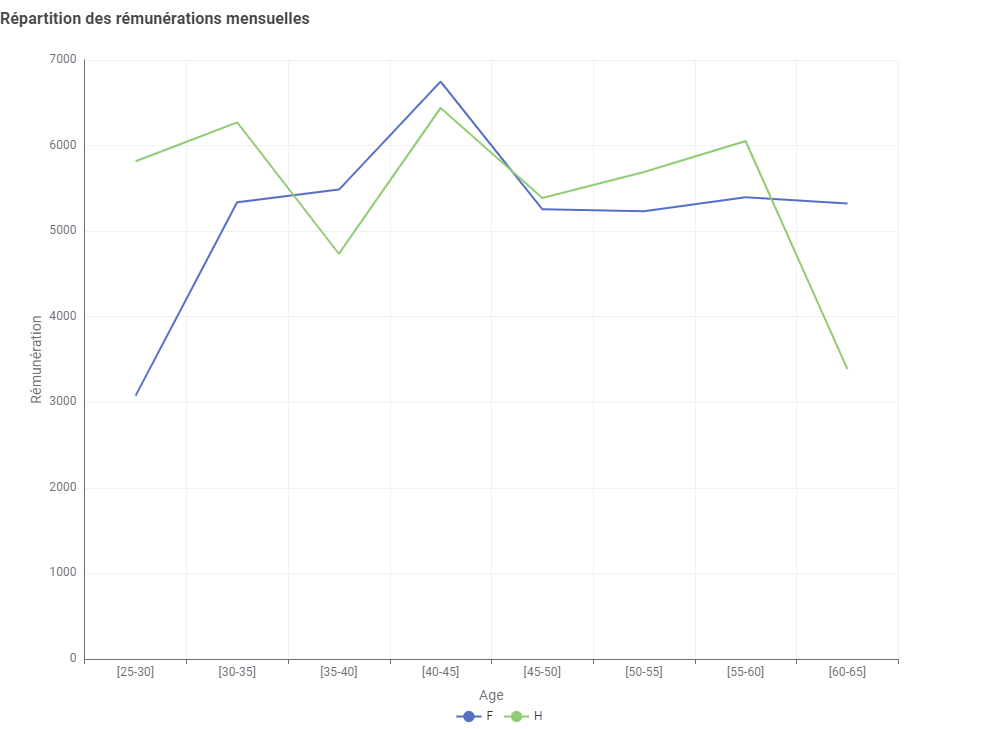 Répartition des rémunérations mensuelles
7000
6000
5000
4000
3000
2000
1000
0
Rémunération
[25-30] [30-35] [35-40] [40-45] [45-50] [50-55] [55-60] [60-65]
Age
F H